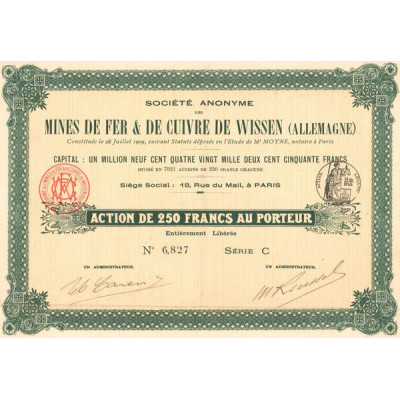 SOCIÉTÉ ANONYME
DES
MINES DE FER & DE CUIVRE DE WISSEN (ALLEMAGNE)
Constituée le 28 Juillet 1909, suivant Statuts déposés en l'Etude de Me MOYNE, notaire à Paris
CAPITAL : UN MILLION NEUF CENT QUATRE VINGT MILLE DEUX CENT CINQUANTE FRANCS
DIVISÉ EN 7921 ACTIONS DE 250 FRANCS CHACUNE
Siège Social : 18, Rue du Mail, à PARIS
ACTION DE 250 FRANCS AU PORTEUR
Entièrement Libérée
No 6,827 SÉRIE C
UN ADMINISTRATEUR, UN ADMINISTRATEUR,